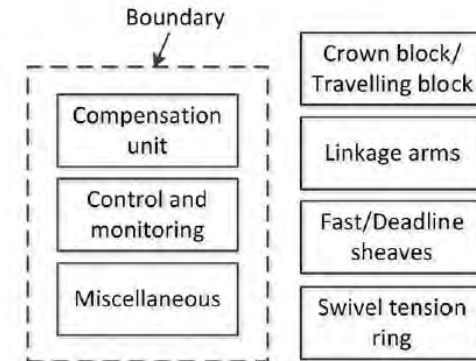 Boundary
Compensation
unit
Control and
monitoring
Miscellaneous
Crown block/
Travelling block
Linkage arms
Fast/Deadline
sheaves
Swivel tension
ring